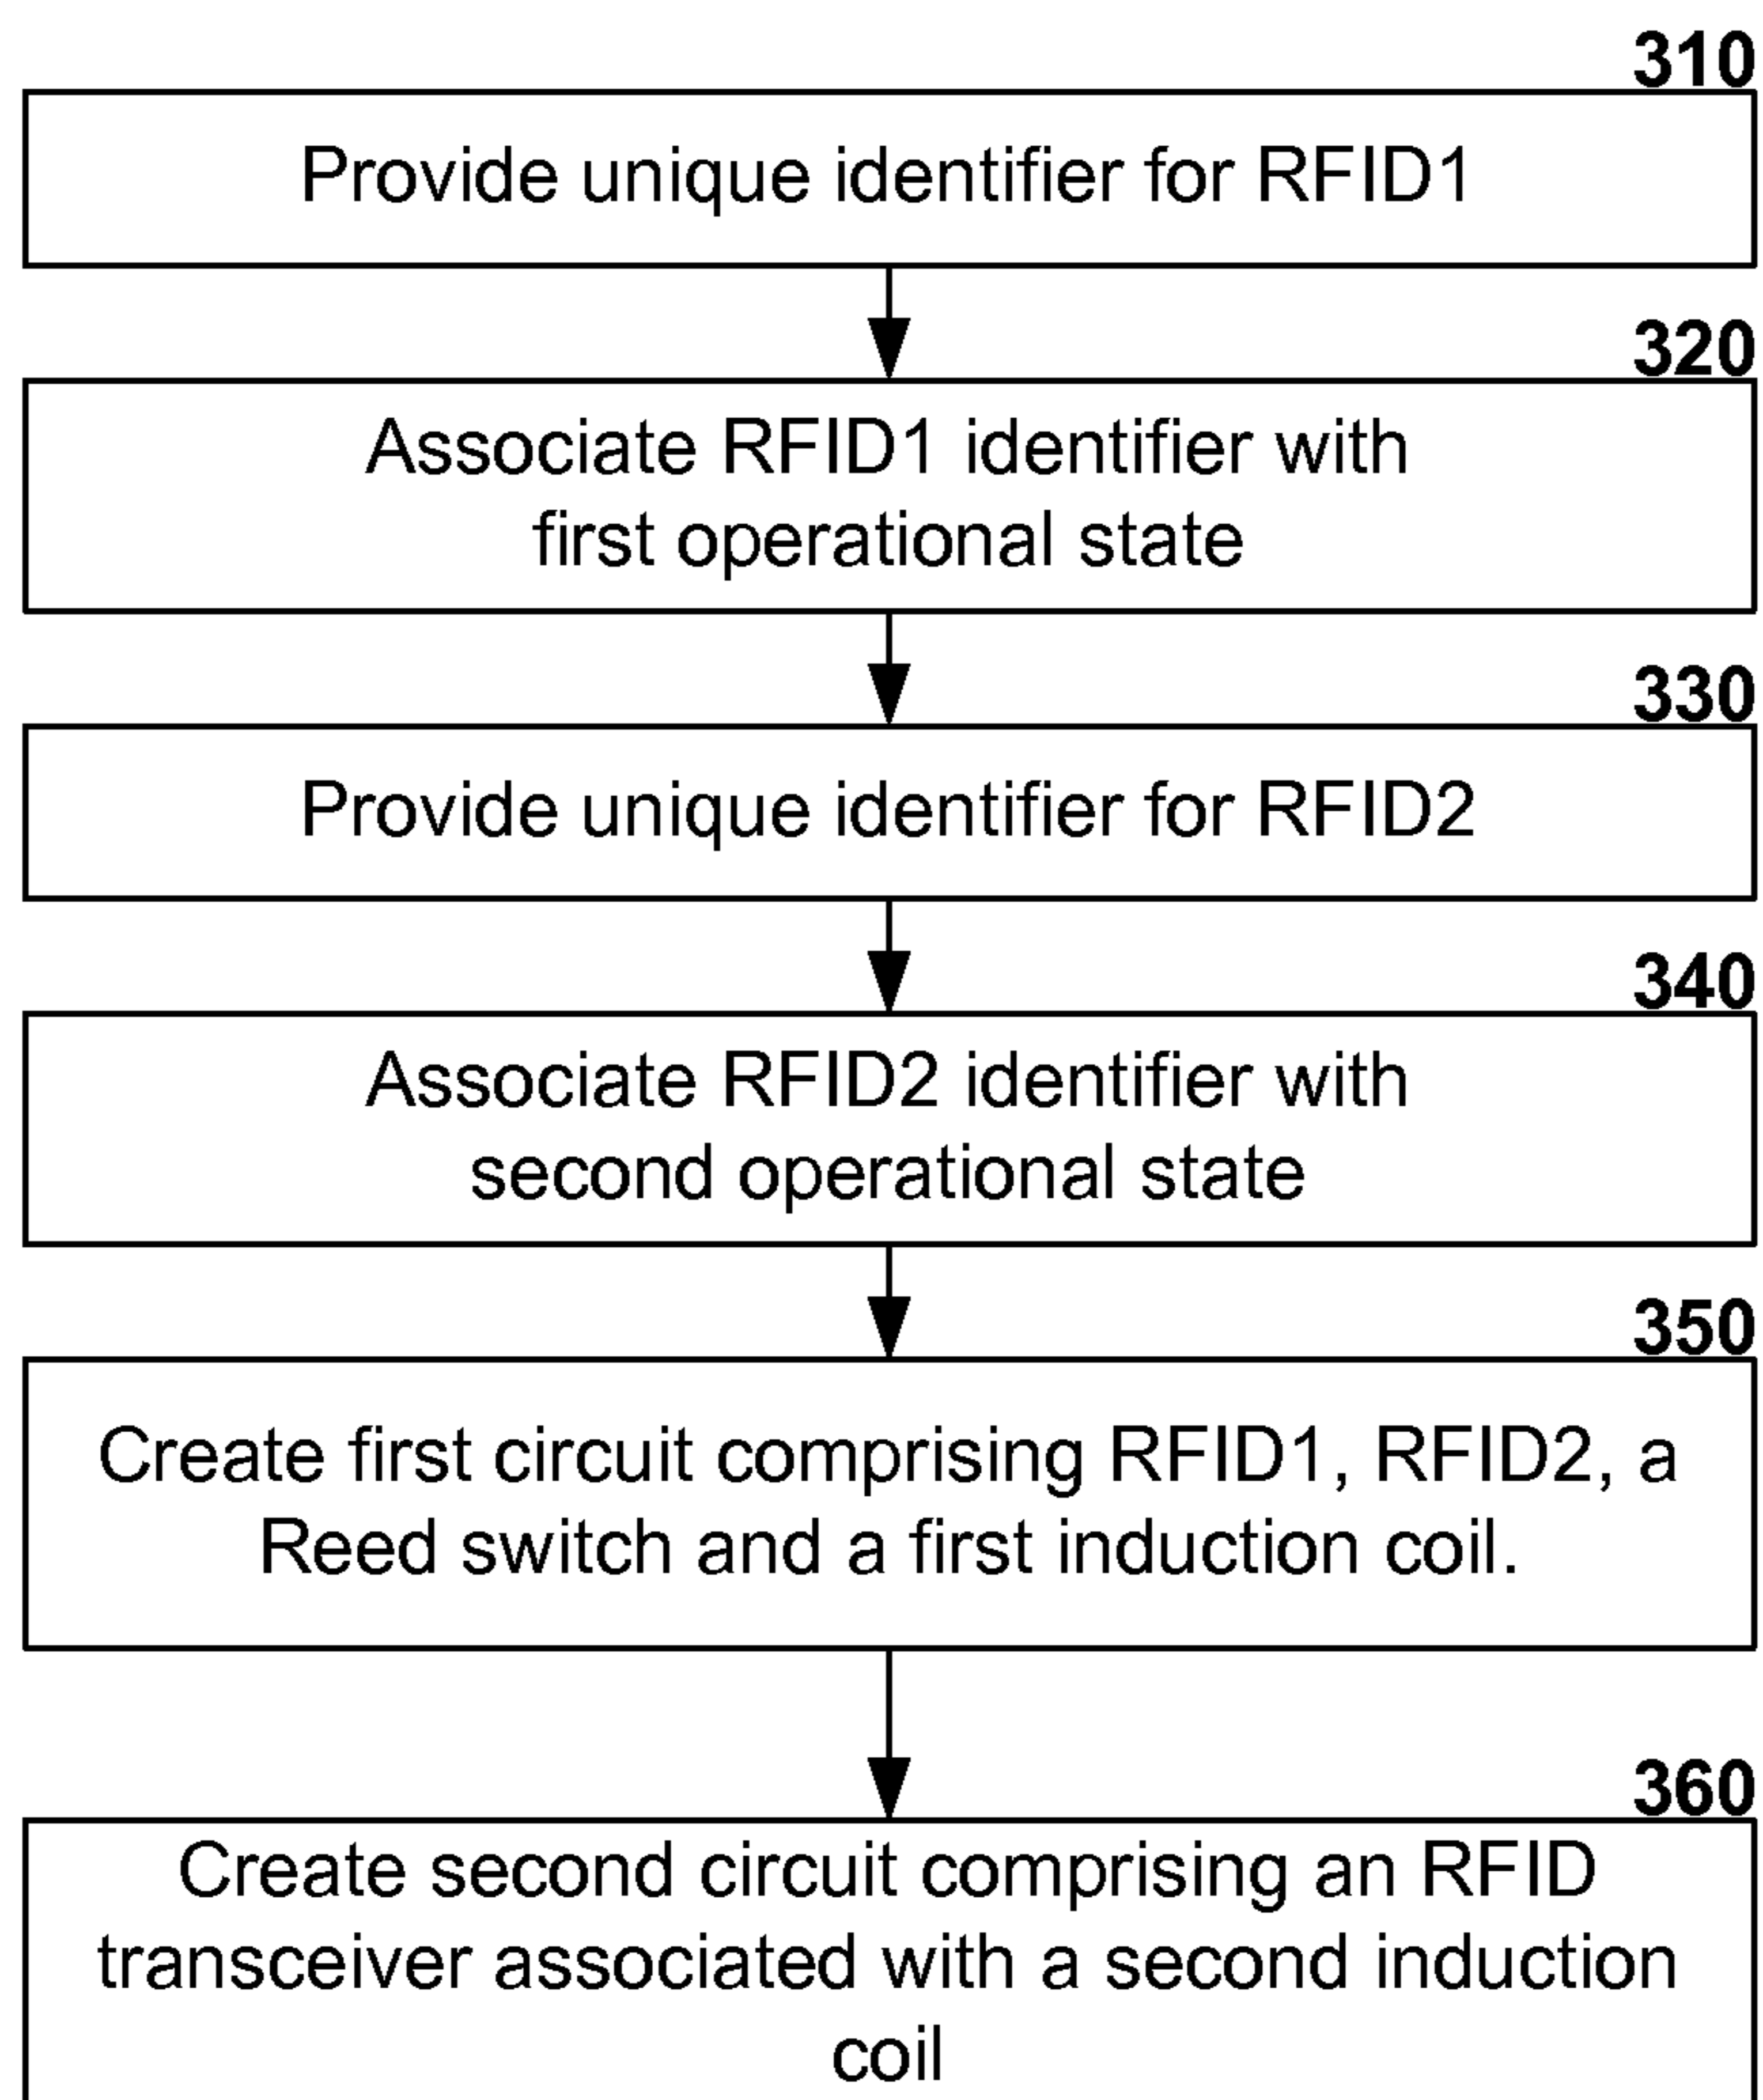 310
Provide unique identifier for RFID1
320
Associate RFID1 identifier with
first operational state
330
Provide unique identifier for RFID2
340
Associate RFID2 identifier with
second operational state
350
Create first circuit comprising RFID1, RFID2, a
Reed switch and a first induction coil.
360
Create second circuit comprising an RFID
transceiver associated with a second induction
coil